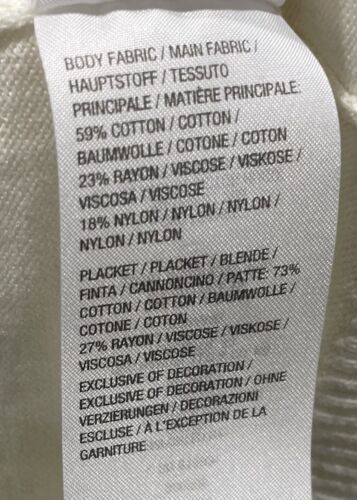 BODY FABRIC / MAIN FABRIC /
HAUPTSTOFF / TESSUTO
PRINCIPALE / MATIÈRE PRINCIPALE:
59% COTTON / COTTON /
BAUMWOLLE / COTONE / COTON
23% RAYON / VISCOSE / VISKOSE /
VISCOSA / VISCOSE
18% NYLON / NYLON / NYLON /
NYLON / NYLON
PLACKET / PLACKET / BLENDE /
FINTA / CANNONCINO / PATTE: 73%
COTTON / COTTON / BAUMWOLLE /
COTONE / COTON
27% RAYON / VISCOSE / VISKOSE /
VISCOSA / VISCOSE
EXCLUSIVE OF DECORATION /
EXCLUSIVE OF DECORATION / OHNE
VERZIERUNGEN / DECORAZIONI
ESCLUSE / À L'EXCEPTION DE LA
GARNITURE